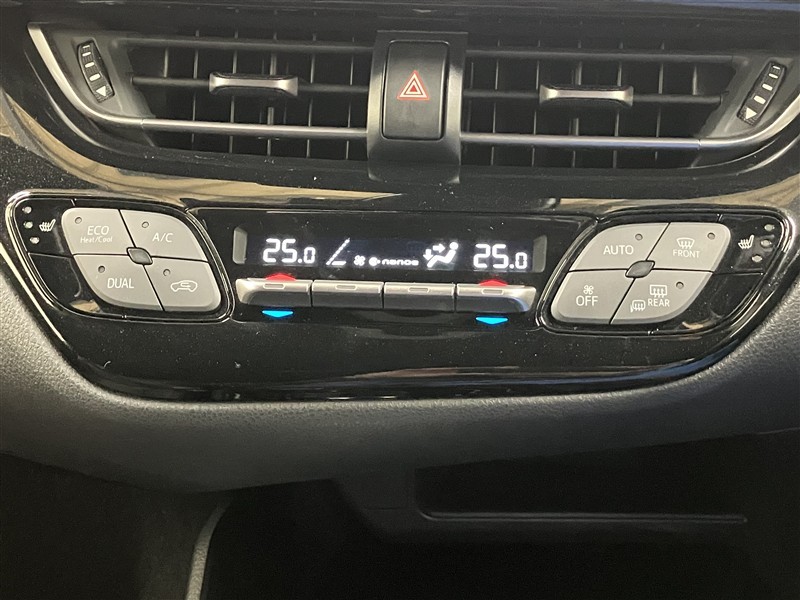 ECO
Heat/Cool
A/C
DUAL
25.0
nanoe
25.0
AUTO
FRONT
OFF
REAR